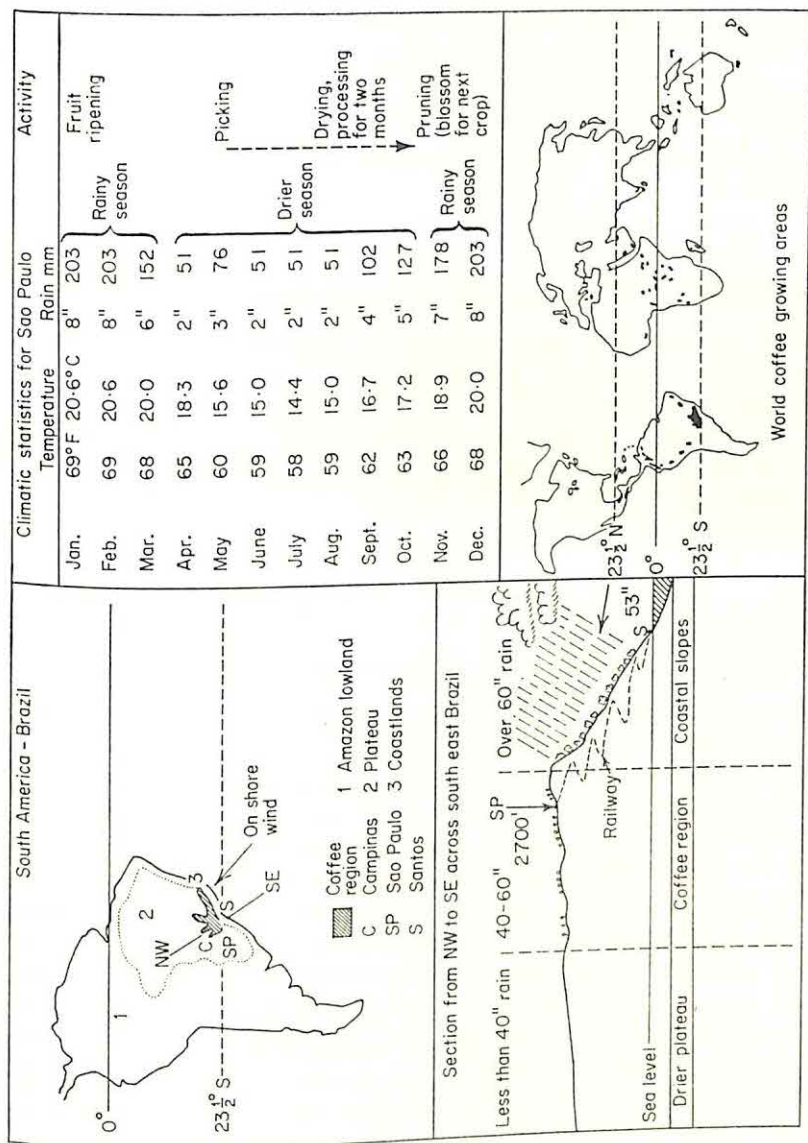 South America - Brazil
0°
23½° S
1
2
3
NW
C
SP
S
SE
On shore wind
Coffee region
C Campinas
SP Sao Paulo
S Santos
1 Amazon lowland
2 Plateau
3 Coastlands
Climatic statistics for Sao Paulo
Temperature Rain mm Activity
Jan. 69°F 20·6°C 8" 203
Feb. 69 20·6 8" 203
Mar. 68 20·0 6" 152
Apr. 65 18·3 2" 51
May 60 15·6 3" 76
June 59 15·0 2" 51
July 58 14·4 2" 51
Aug. 59 15·0 2" 51
Sept. 62 16·7 4" 102
Oct. 63 17·2 5" 127
Nov. 66 18·9 7" 178
Dec. 68 20·0 8" 203
Rainy season
Drier season
Rainy season
Fruit ripening
Picking
Drying, processing for two months
Pruning (blossom for next crop)
Section from NW to SE across south east Brazil
Less than 40" rain
40-60"
SP
Over 60" rain
2700'
Railway
S
53"
Sea level
Drier plateau
Coffee region
Coastal slopes
23½° N
0°
23½° S
World coffee growing areas